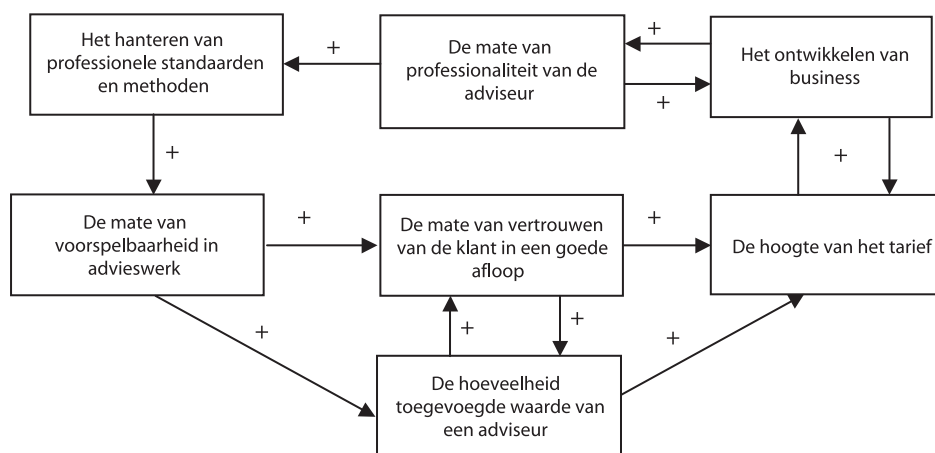 Het hanteren van
professionele standaarden
en methoden
+
De mate van
professionaliteit van de
adviseur
+
+
Het ontwikkelen van
business
+
+
De mate van
voorspelbaarheid in
advieswerk
+
De mate van vertrouwen
van de klant in een goede
afloop
+
De hoogte van het tarief
+
+
+
+
De hoeveelheid
toegevoegde waarde van
een adviseur